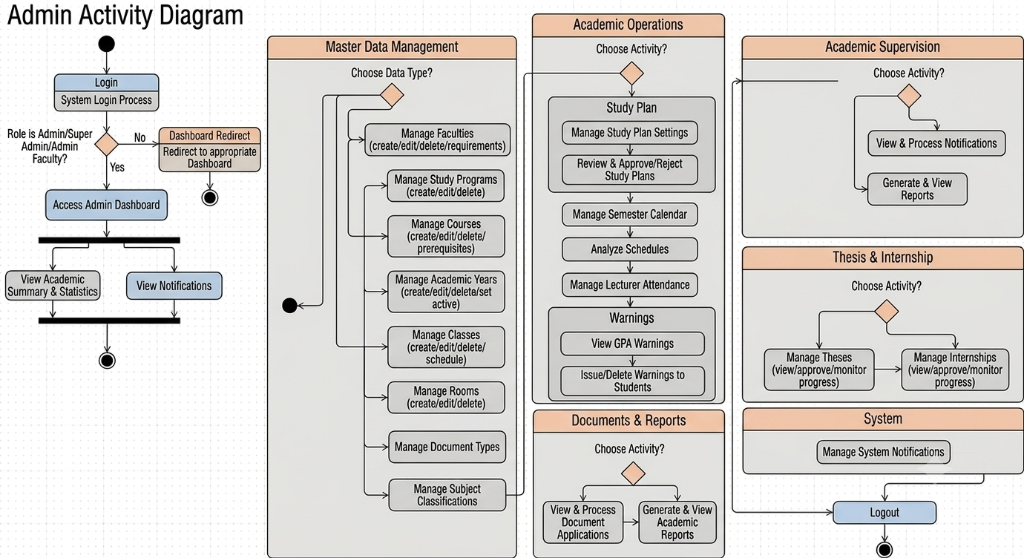 Admin Activity Diagram
Login
System Login Process
Role is Admin/Super
Admin/Admin
Faculty?
No
Yes
Dashboard Redirect
Redirect to appropriate
Dashboard
Access Admin Dashboard
View Academic
Summary & Statistics
View Notifications
Master Data Management
Choose Data Type?
Manage Faculties
(create/edit/delete/requirements)
Manage Study Programs
(create/edit/delete)
Manage Courses
(create/edit/delete/
prerequisites)
Manage Academic Years
(create/edit/delete/set
active)
Manage Classes
(create/edit/delete/
schedule)
Manage Rooms
(create/edit/delete)
Manage Document Types
Manage Subject
Classifications
Academic Operations
Choose Activity?
Study Plan
Manage Study Plan Settings
Review & Approve/Reject
Study Plans
Manage Semester Calendar
Analyze Schedules
Manage Lecturer Attendance
Warnings
View GPA Warnings
Issue/Delete Warnings to
Students
Documents & Reports
Choose Activity?
View & Process
Document
Applications
Generate & View
Academic
Reports
Academic Supervision
Choose Activity?
View & Process Notifications
Generate & View
Reports
Thesis & Internship
Choose Activity?
Manage Theses
(view/approve/monitor
progress)
Manage Internships
(view/approve/monitor
progress)
System
Manage System Notifications
Logout